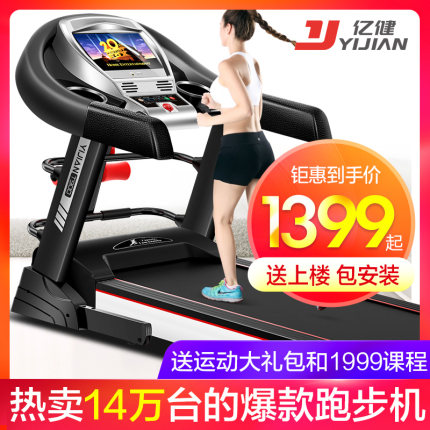 亿健
YIJIAN
钜惠到手价
1399起
送上楼 包安装
送运动大礼包和1999课程
热卖14万台的爆款跑步机